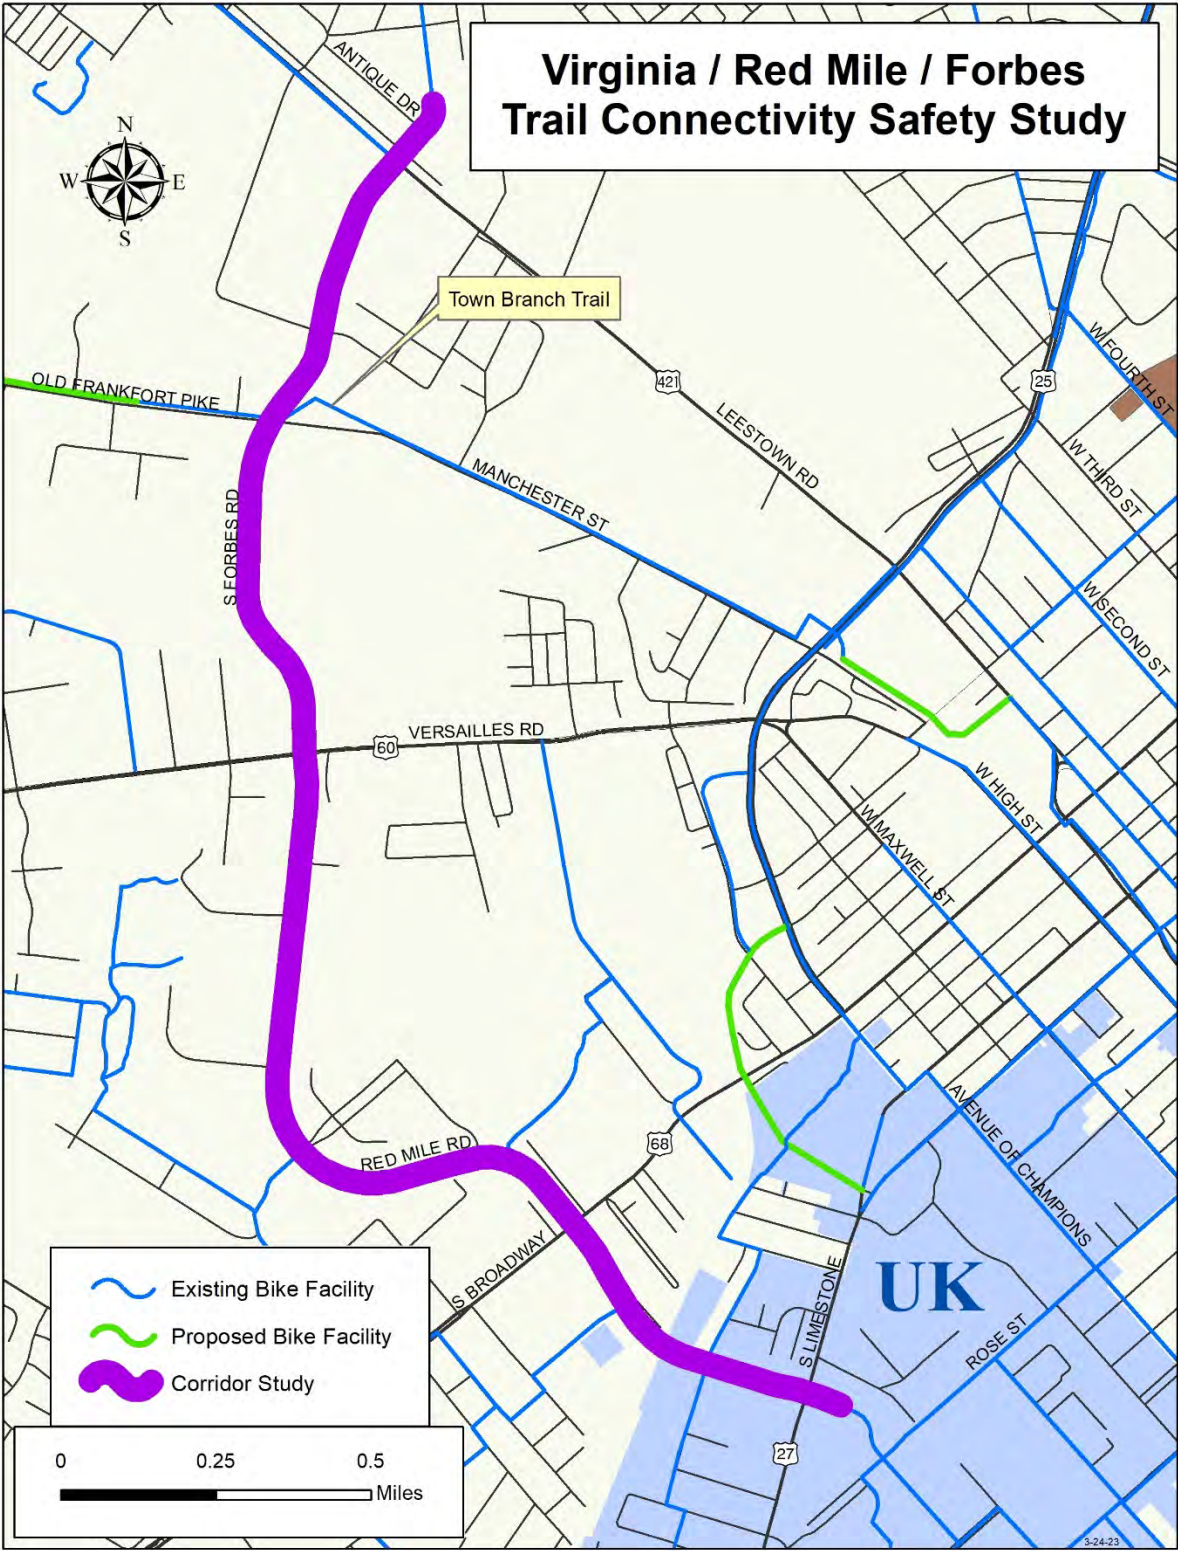 Virginia / Red Mile / Forbes
Trail Connectivity Safety Study
ANTIQUE DR
N
W
E
S
Town Branch Trail
W FOURTH ST
25
421
OLD FRANKFORT PIKE
LEESTOWN RD
W THIRD ST
MANCHESTER ST
S FORBES RD
W SECOND ST
VERSAILLES RD
60
W HIGH ST
W MAXWELL ST
AVENUE OF CHAMPIONS
68
RED MILE RD
S BROADWAY
S LIMESTONE
UK
ROSE ST
27
Existing Bike Facility
Proposed Bike Facility
Corridor Study
0 0.25 0.5
Miles
3-24-23